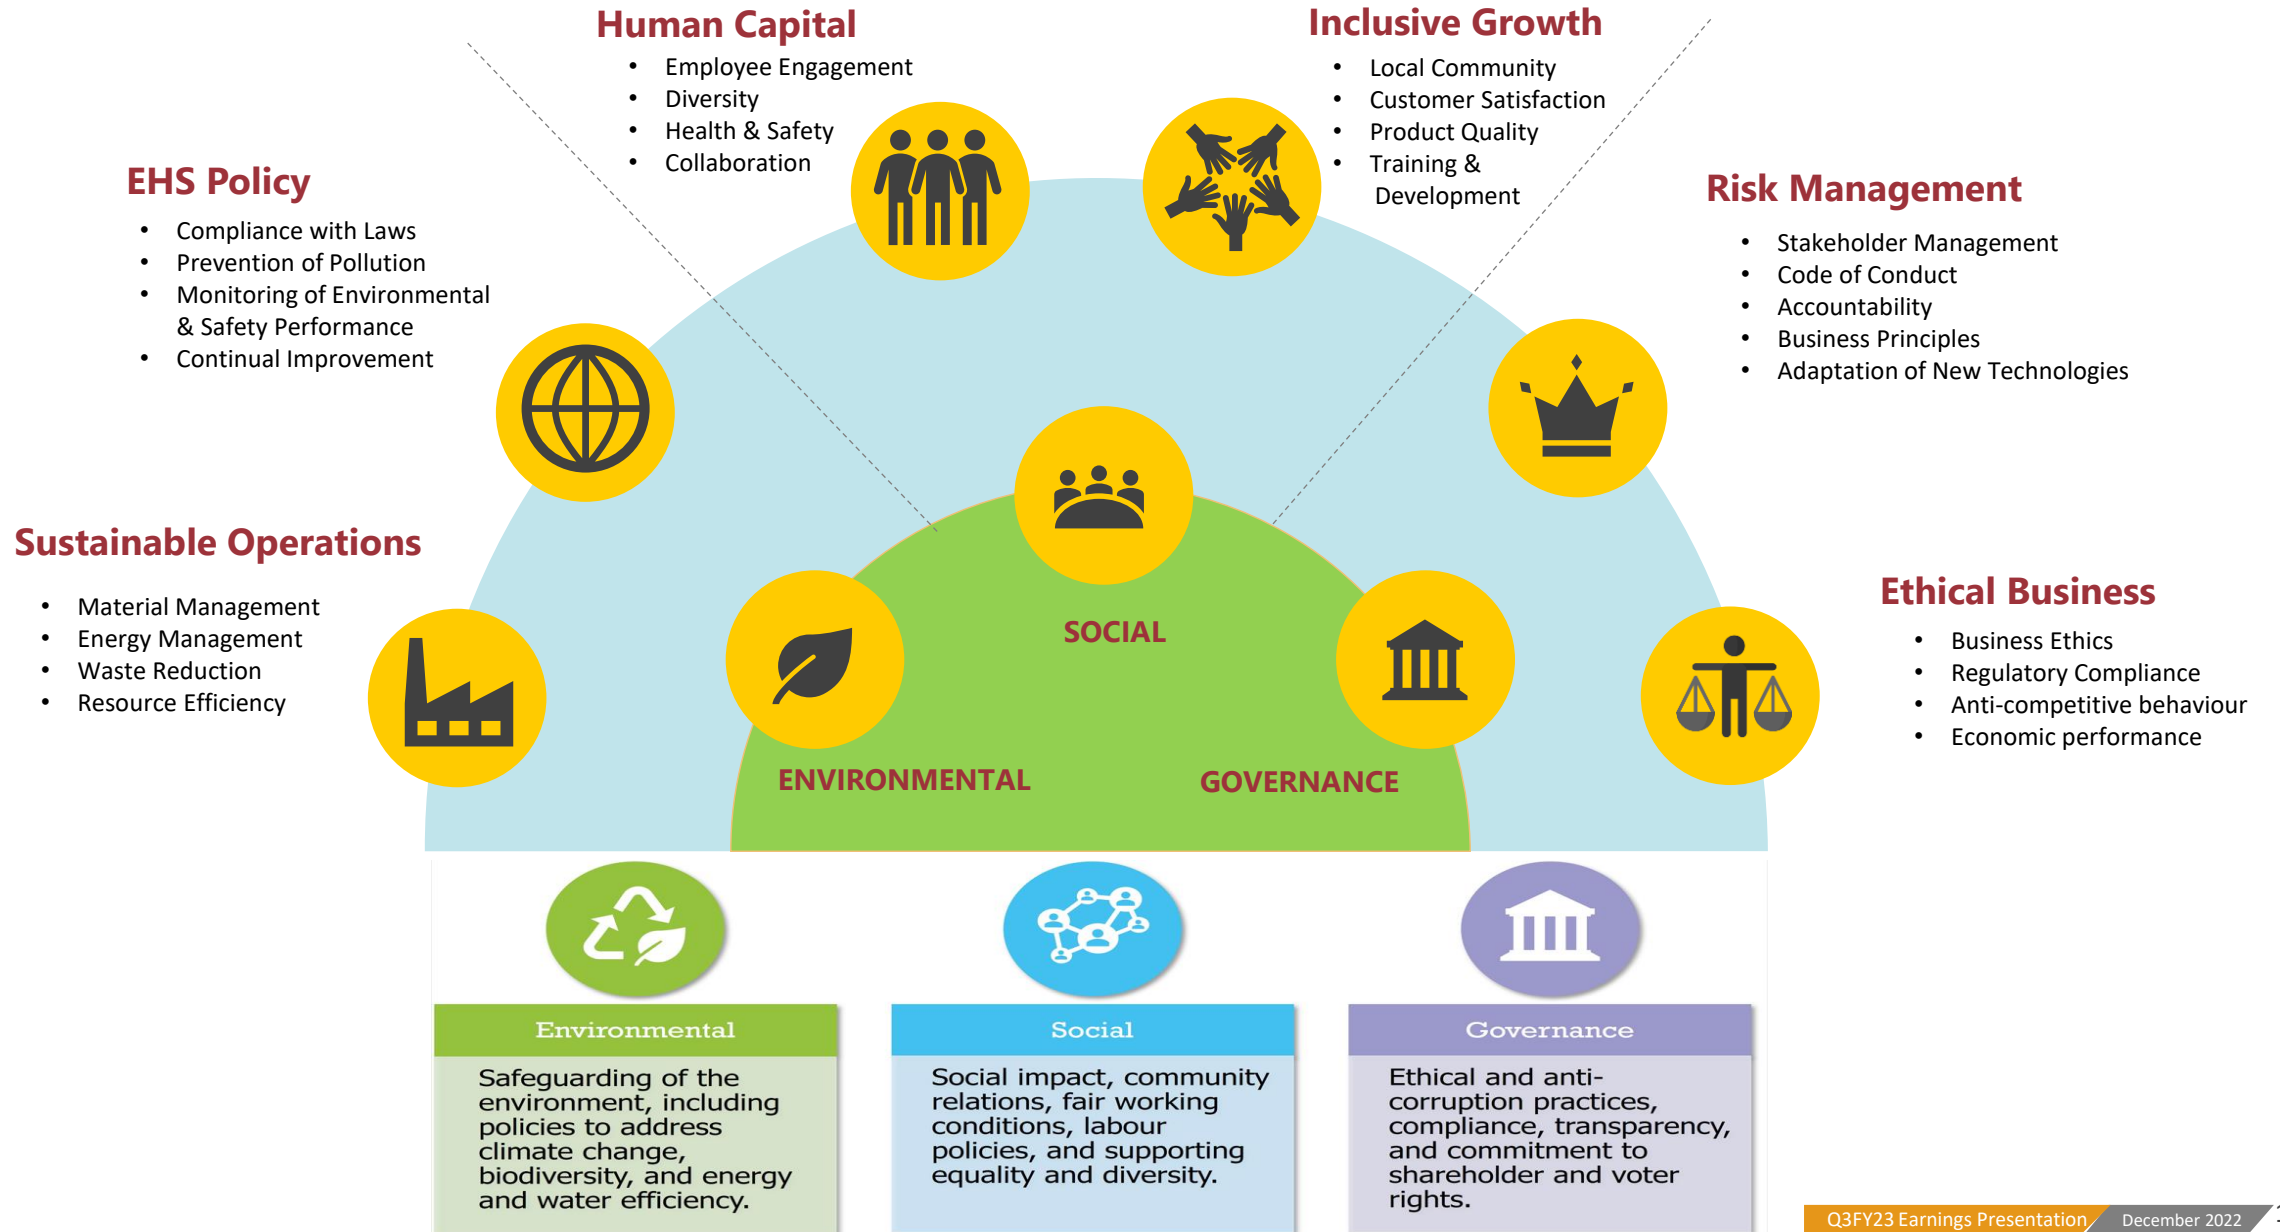 Human Capital
• Employee Engagement
• Diversity
• Health & Safety
• Collaboration
Inclusive Growth
• Local Community
• Customer Satisfaction
• Product Quality
• Training &
Development
EHS Policy
• Compliance with Laws
• Prevention of Pollution
• Monitoring of Environmental
& Safety Performance
• Continual Improvement
Risk Management
• Stakeholder Management
• Code of Conduct
• Accountability
• Business Principles
• Adaptation of New Technologies
Sustainable Operations
• Material Management
• Energy Management
• Waste Reduction
• Resource Efficiency
Ethical Business
• Business Ethics
• Regulatory Compliance
• Anti-competitive behaviour
• Economic performance
SOCIAL
ENVIRONMENTAL
GOVERNANCE
Environmental
Safeguarding of the
environment, including
policies to address
climate change,
biodiversity, and energy
and water efficiency.
Social
Social impact, community
relations, fair working
conditions, labour
policies, and supporting
equality and diversity.
Governance
Ethical and anti-
corruption practices,
compliance, transparency,
and commitment to
shareholder and voter
rights.
Q3FY23 Earnings Presentation
December 2022